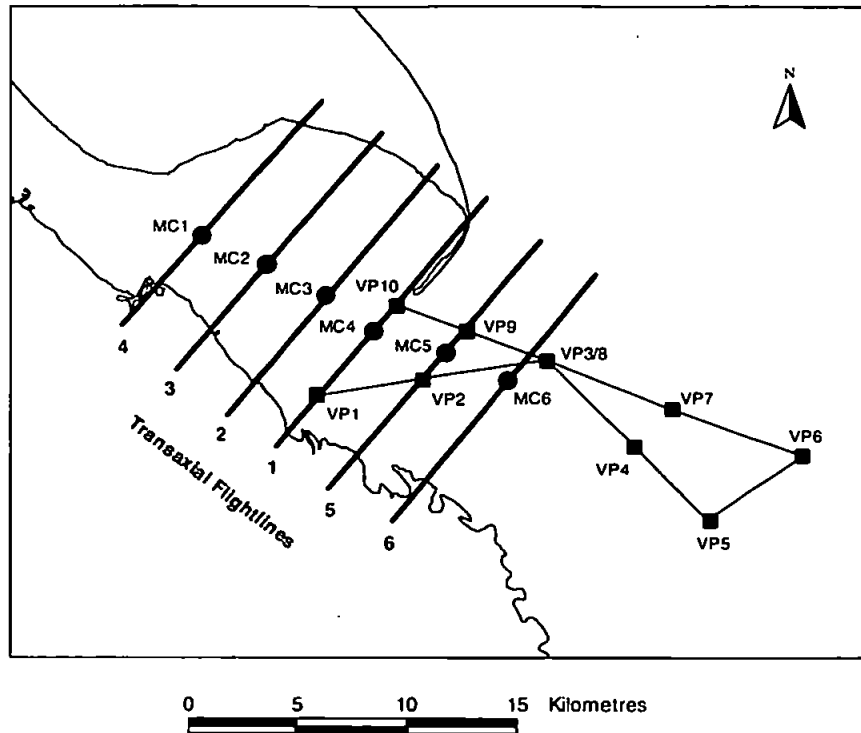 N
MC1
MC2
MC3
VP10
MC4
VP9
MC5
VP3/8
4
3
VP1
VP2
MC6
VP7
2
1
VP4
VP6
Transaxial Flightlines
5
6
VP5
0 5 10 15 Kilometres